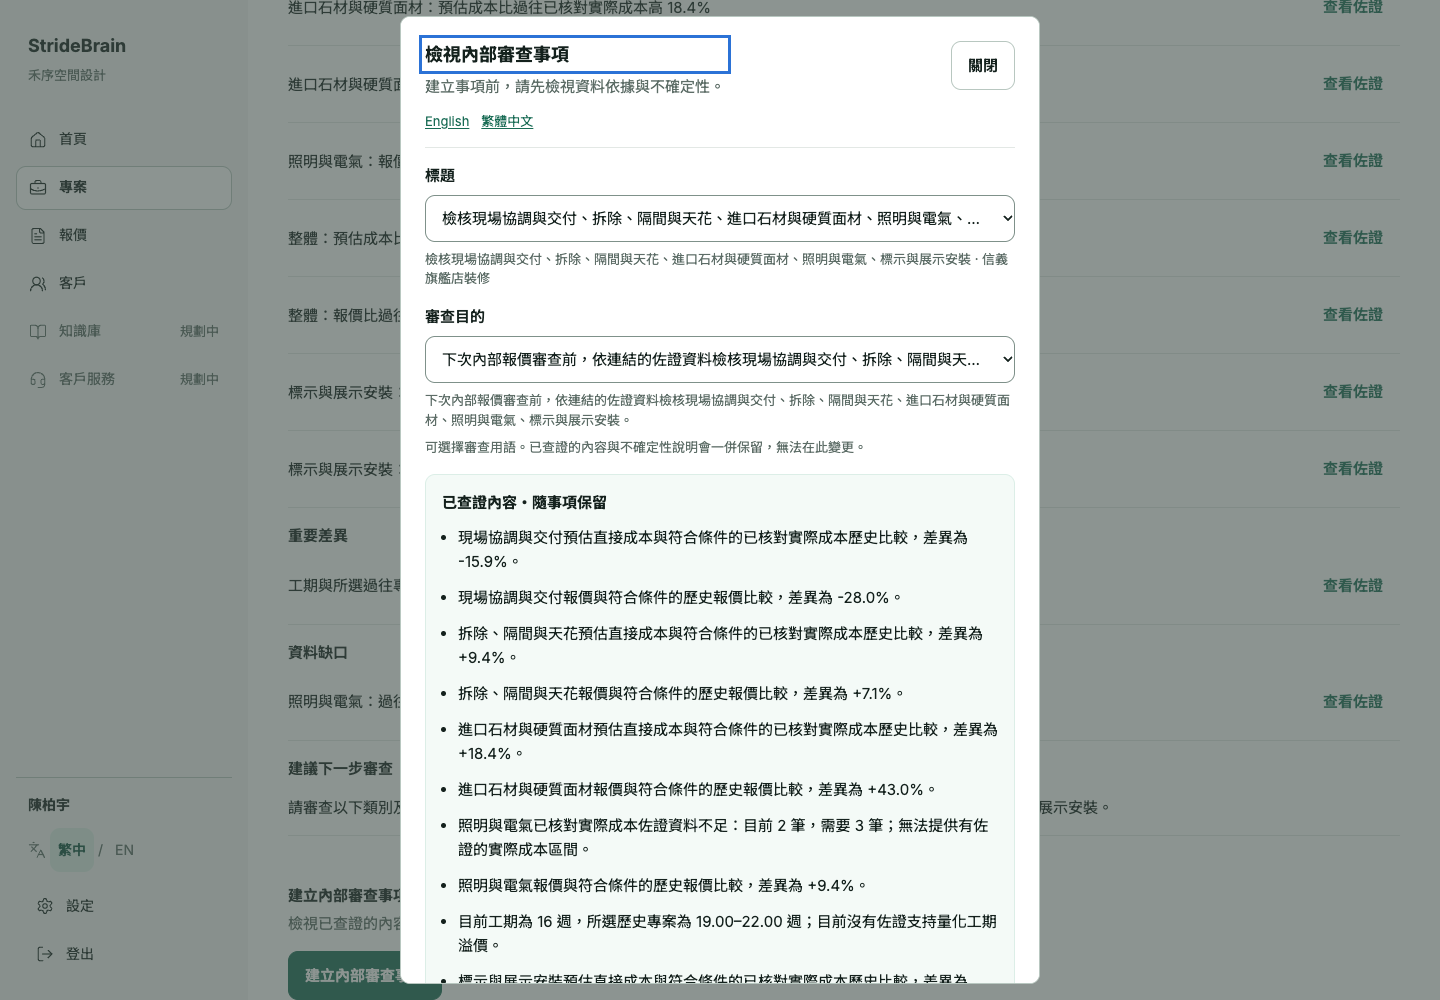 StrideBrain
禾序空間設計
首頁
專案
報價
客戶
知識庫 規劃中
客戶服務 規劃中
陳柏宇
繁中 / EN
設定
登出
進口石材與硬質面材：預估成本比過往已核對實際成本高 18.4%
查看佐證
進口石材與硬質面
查看佐證
照明與電氣：報價
查看佐證
整體：預估成本比
查看佐證
整體：報價比過往
查看佐證
標示與展示安裝
查看佐證
標示與展示安裝
查看佐證
重要差異
工期與所選過往專
查看佐證
資料缺口
照明與電氣：過往
查看佐證
建議下一步審查
請審查以下類別及
展示安裝。
建立內部審查事項
檢視已查證的內容
建立內部審查事
檢視內部審查事項
建立事項前，請先檢視資料依據與不確定性。
關閉
English 繁體中文
標題
檢核現場協調與交付、拆除、隔間與天花、進口石材與硬質面材、照明與電氣、...
檢核現場協調與交付、拆除、隔間與天花、進口石材與硬質面材、照明與電氣、標示與展示安裝 · 信義
旗艦店裝修
審查目的
下次內部報價審查前，依連結的佐證資料檢核現場協調與交付、拆除、隔間與天...
下次內部報價審查前，依連結的佐證資料檢核現場協調與交付、拆除、隔間與天花、進口石材與硬質面
材、照明與電氣、標示與展示安裝。
可選擇審查用語。已查證的內容與不確定性說明會一併保留，無法在此變更。
已查證內容・隨事項保留
• 現場協調與交付預估直接成本與符合條件的已核對實際成本歷史比較，差異為
-15.9%。
• 現場協調與交付報價與符合條件的歷史報價比較，差異為 -28.0%。
• 拆除、隔間與天花預估直接成本與符合條件的已核對實際成本歷史比較，差異為
+9.4%。
• 拆除、隔間與天花報價與符合條件的歷史報價比較，差異為 +7.1%。
• 進口石材與硬質面材預估直接成本與符合條件的已核對實際成本歷史比較，差異為
+18.4%。
• 進口石材與硬質面材報價與符合條件的歷史報價比較，差異為 +43.0%。
• 照明與電氣已核對實際成本佐證資料不足：目前 2 筆，需要 3 筆；無法提供有佐
證的實際成本區間。
• 照明與電氣報價與符合條件的歷史報價比較，差異為 +9.4%。
• 目前工期為 16 週，所選歷史專案為 19.00–22.00 週；目前沒有佐證支持量化工期
溢價。
• 標示與展示安裝預估直接成本與符合條件的已核對實際成本歷史比較，差異為